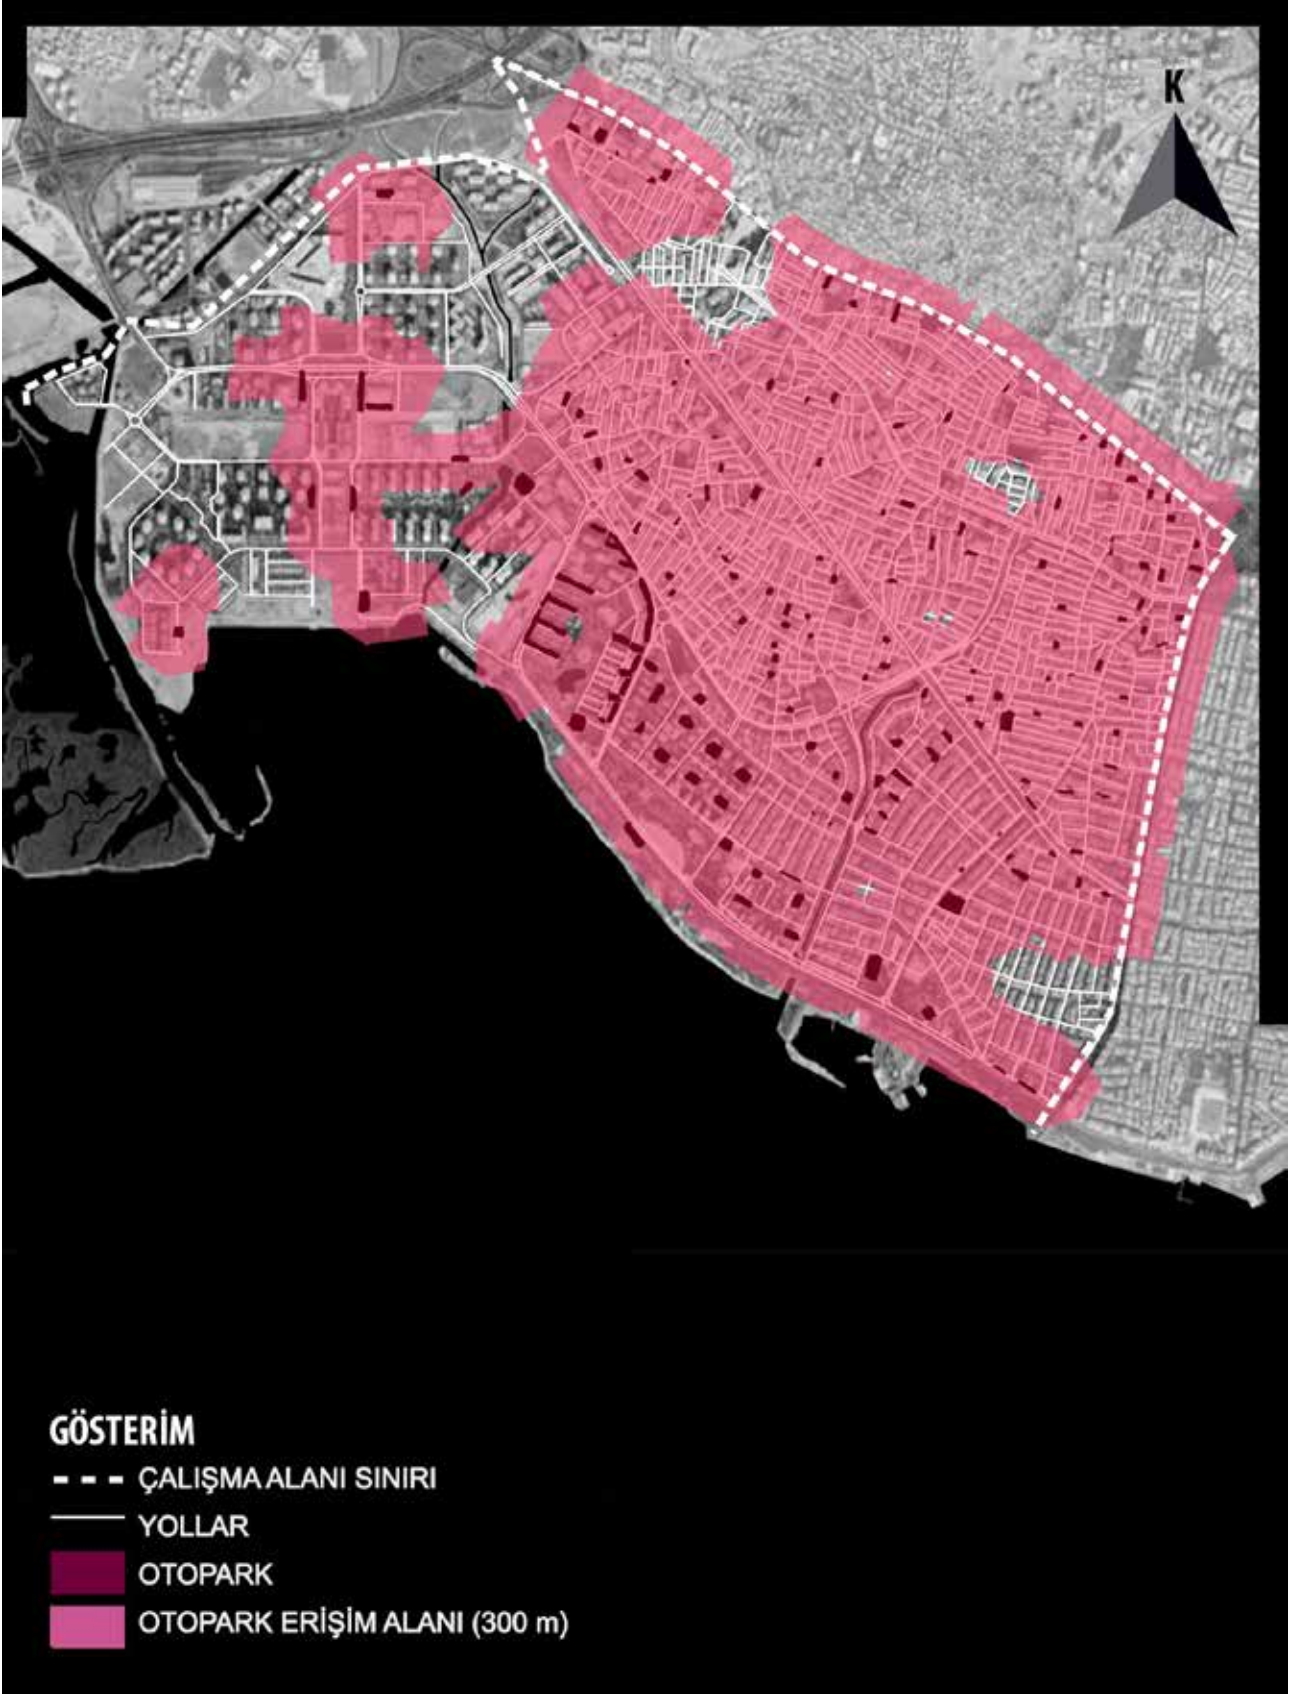 K
GÖSTERİM
ÇALIŞMA ALANI SINIRI
YOLLAR
OTOPARK
OTOPARK ERİŞİM ALANI (300 m)